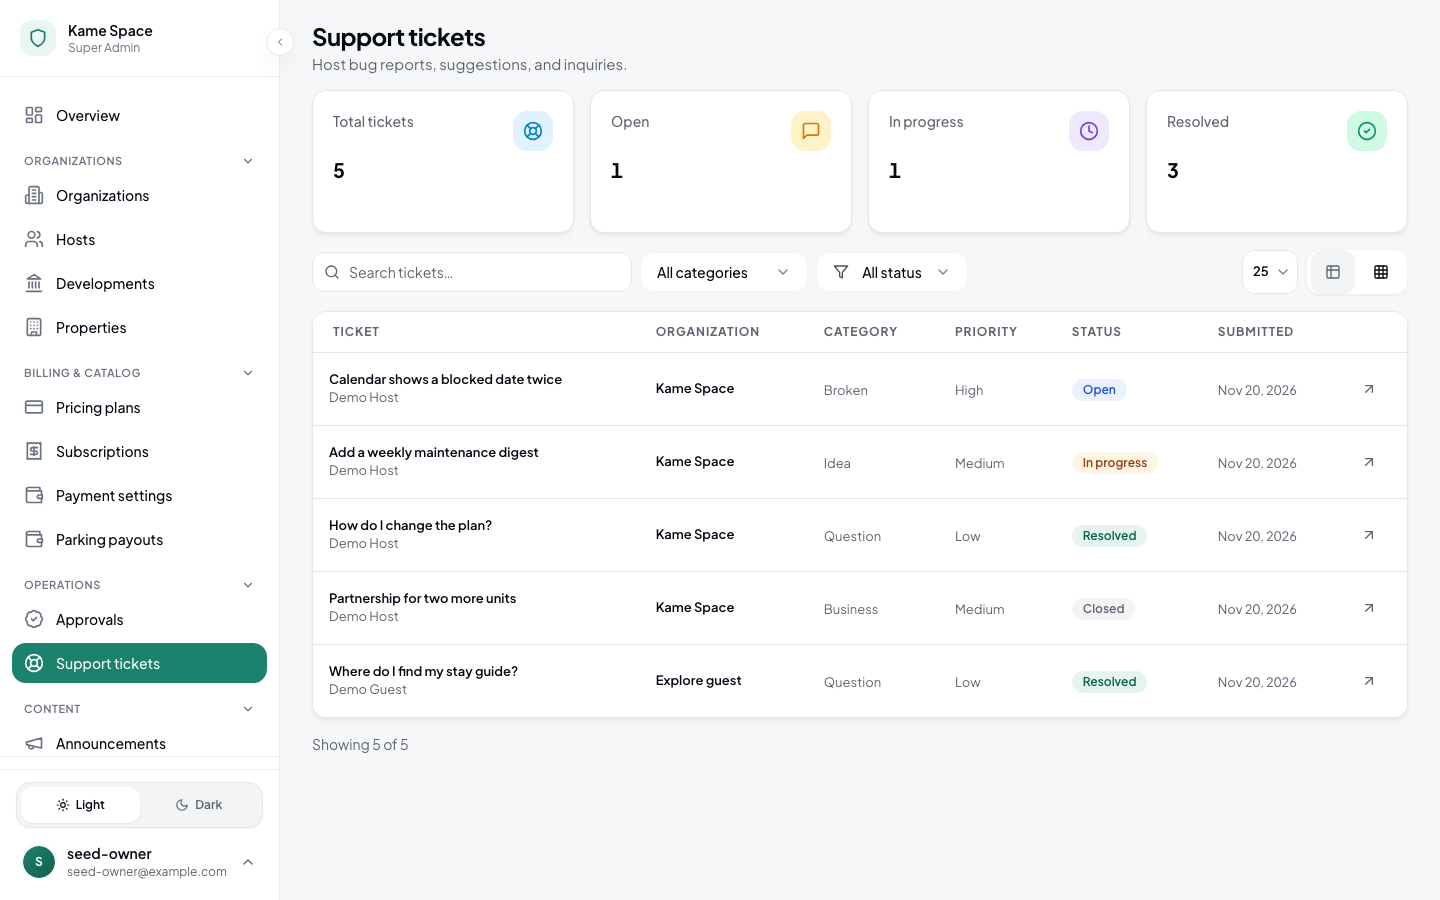 Kame Space
Super Admin
Overview
ORGANIZATIONS
Organizations
Hosts
Developments
Properties
BILLING & CATALOG
Pricing plans
Subscriptions
Payment settings
Parking payouts
OPERATIONS
Approvals
Support tickets
CONTENT
Announcements
Light Dark
S
seed-owner
seed-owner@example.com
Support tickets
Host bug reports, suggestions, and inquiries.
Total tickets
5
Open
1
In progress
1
Resolved
3
Search tickets... All categories All status 25
TICKET ORGANIZATION CATEGORY PRIORITY STATUS SUBMITTED
Calendar shows a blocked date twice
Demo Host
Kame Space Broken High Open Nov 20, 2026
Add a weekly maintenance digest
Demo Host
Kame Space Idea Medium In progress Nov 20, 2026
How do I change the plan?
Demo Host
Kame Space Question Low Resolved Nov 20, 2026
Partnership for two more units
Demo Host
Kame Space Business Medium Closed Nov 20, 2026
Where do I find my stay guide?
Demo Guest
Explore guest Question Low Resolved Nov 20, 2026
Showing 5 of 5